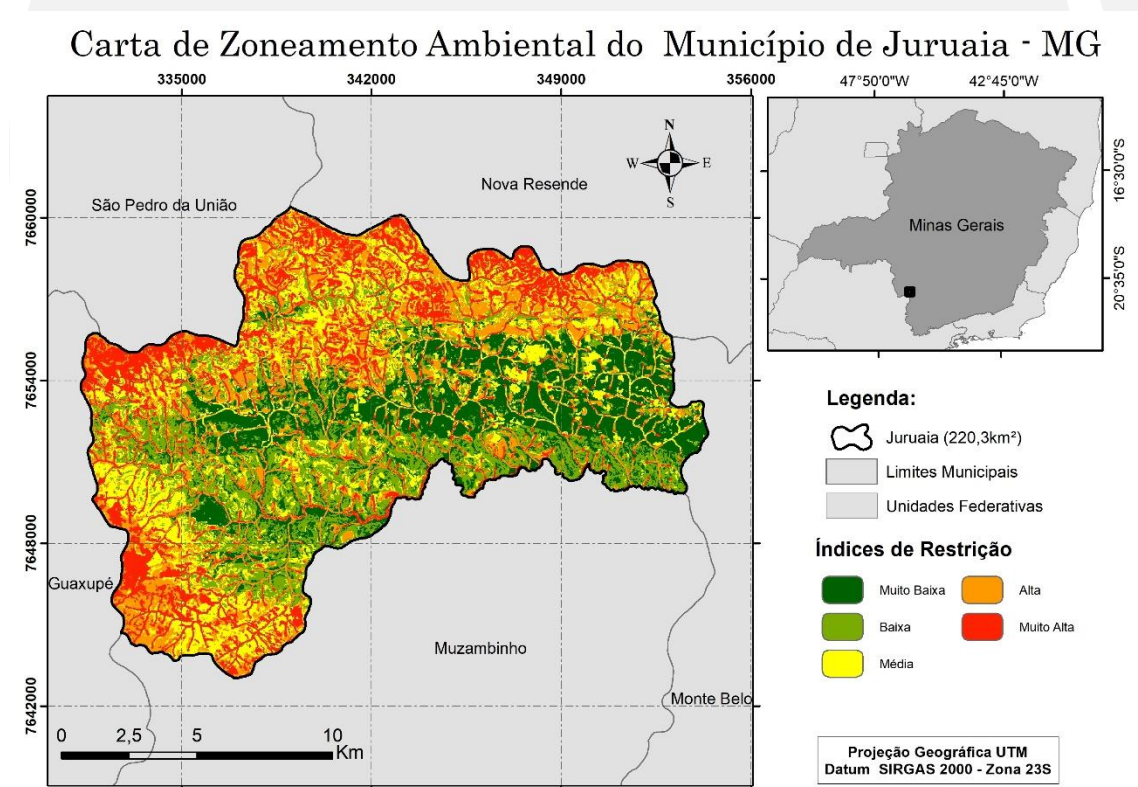 Carta de Zoneamento Ambiental do Município de Juruaia - MG
335000 342000 349000 356000
47°50'0"W 42°45'0"W
N
W E
S
Nova Resende
São Pedro da União
7660000
7654000
7648000
7642000
Guaxupé
Muzambinho
Monte Belo
0 2,5 5 10
Km
Minas Gerais
16°30'0"S
20°35'0"S
Legenda:
Juruaia (220,3km²)
Limites Municipais
Unidades Federativas
Índices de Restrição
Muito Baixa Alta
Baixa Muito Alta
Média
Projeção Geográfica UTM
Datum SIRGAS 2000 - Zona 23S